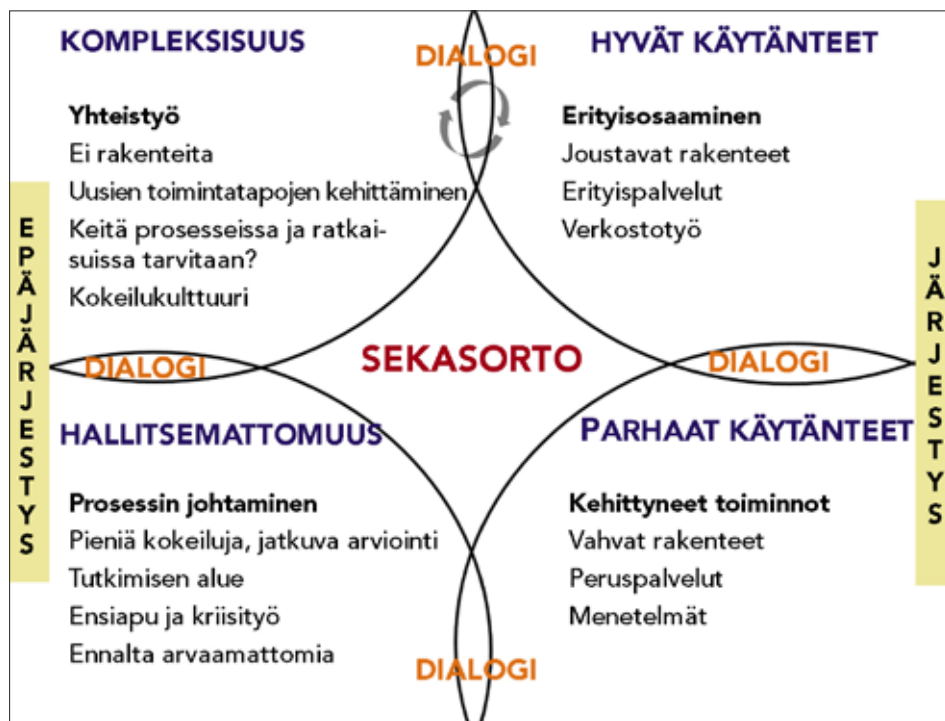 KOMPLEKSISUUS
Yhteistyö
Ei rakenteita
Uusien toimintatapojen kehittäminen
Keitä prosesseissa ja ratkai-
suissa tarvitaan?
Kokeilukulttuuri
DIALOGI
HYVÄT KÄYTÄNTEET
Erityisosaaminen
Joustavat rakenteet
Erityispalvelut
Verkostotyö
EPÄJÄRJESTYS
DIALOGI
SEKASORTO
DIALOGI
JÄRJESTYS
HALLITSEMATTOMUUS
Prosessin johtaminen
Pieniä kokeiluja, jatkuva arviointi
Tutkimisen alue
Ensiapu ja kriisityö
Ennalta arvaamattomia
DIALOGI
PARHAAT KÄYTÄNTEET
Kehittyneet toiminnot
Vahvat rakenteet
Peruspalvelut
Menetelmät